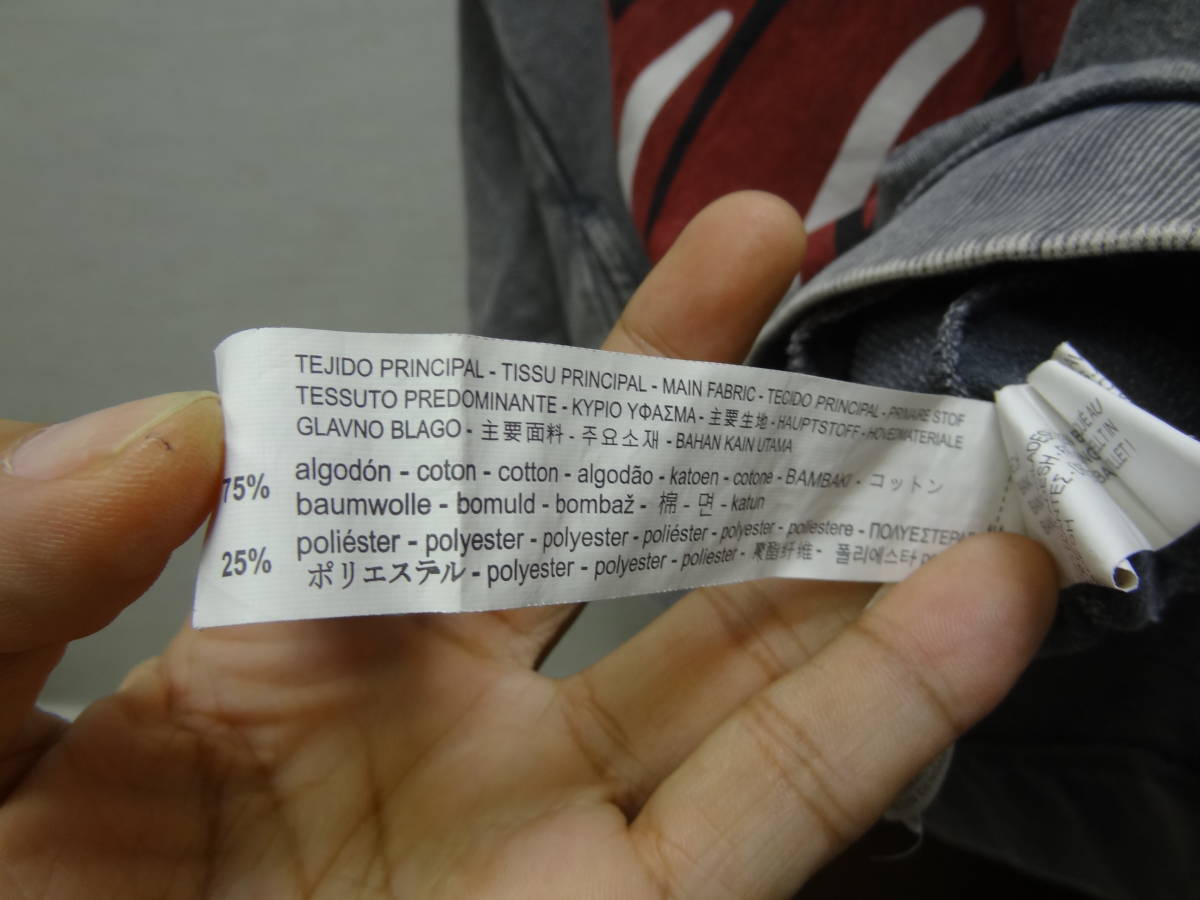 TEJIDO PRINCIPAL - TISSU PRINCIPAL - MAIN FABRIC - TECIDO PRINCIPAL - PRIMAIRE STOF
TESSUTO PREDOMINANTE - ΚΥΡΙΟ ΥΦΑΣΜΑ - 主要生地 - HAUPTSTOFF - HOVEDMATERIALE
GLAVNO BLAGO - 主要面料 - 주요소재 - BAHAN KAIN UTAMA
75% algodón - coton - cotton - algodão - katoen - cotone - ΒΑΜΒΑΚΙ - コットン
baumwolle - bomuld - bombaž - 棉 - 면 - katun
25% poliéster - polyester - polyester - poliéster - polyester - poliestere - ΠΟΛΥΕΣΤΕΡΑΣ
ポリエステル - polyester - polyester - poliester - 聚酯纤维 - 폴리에스타